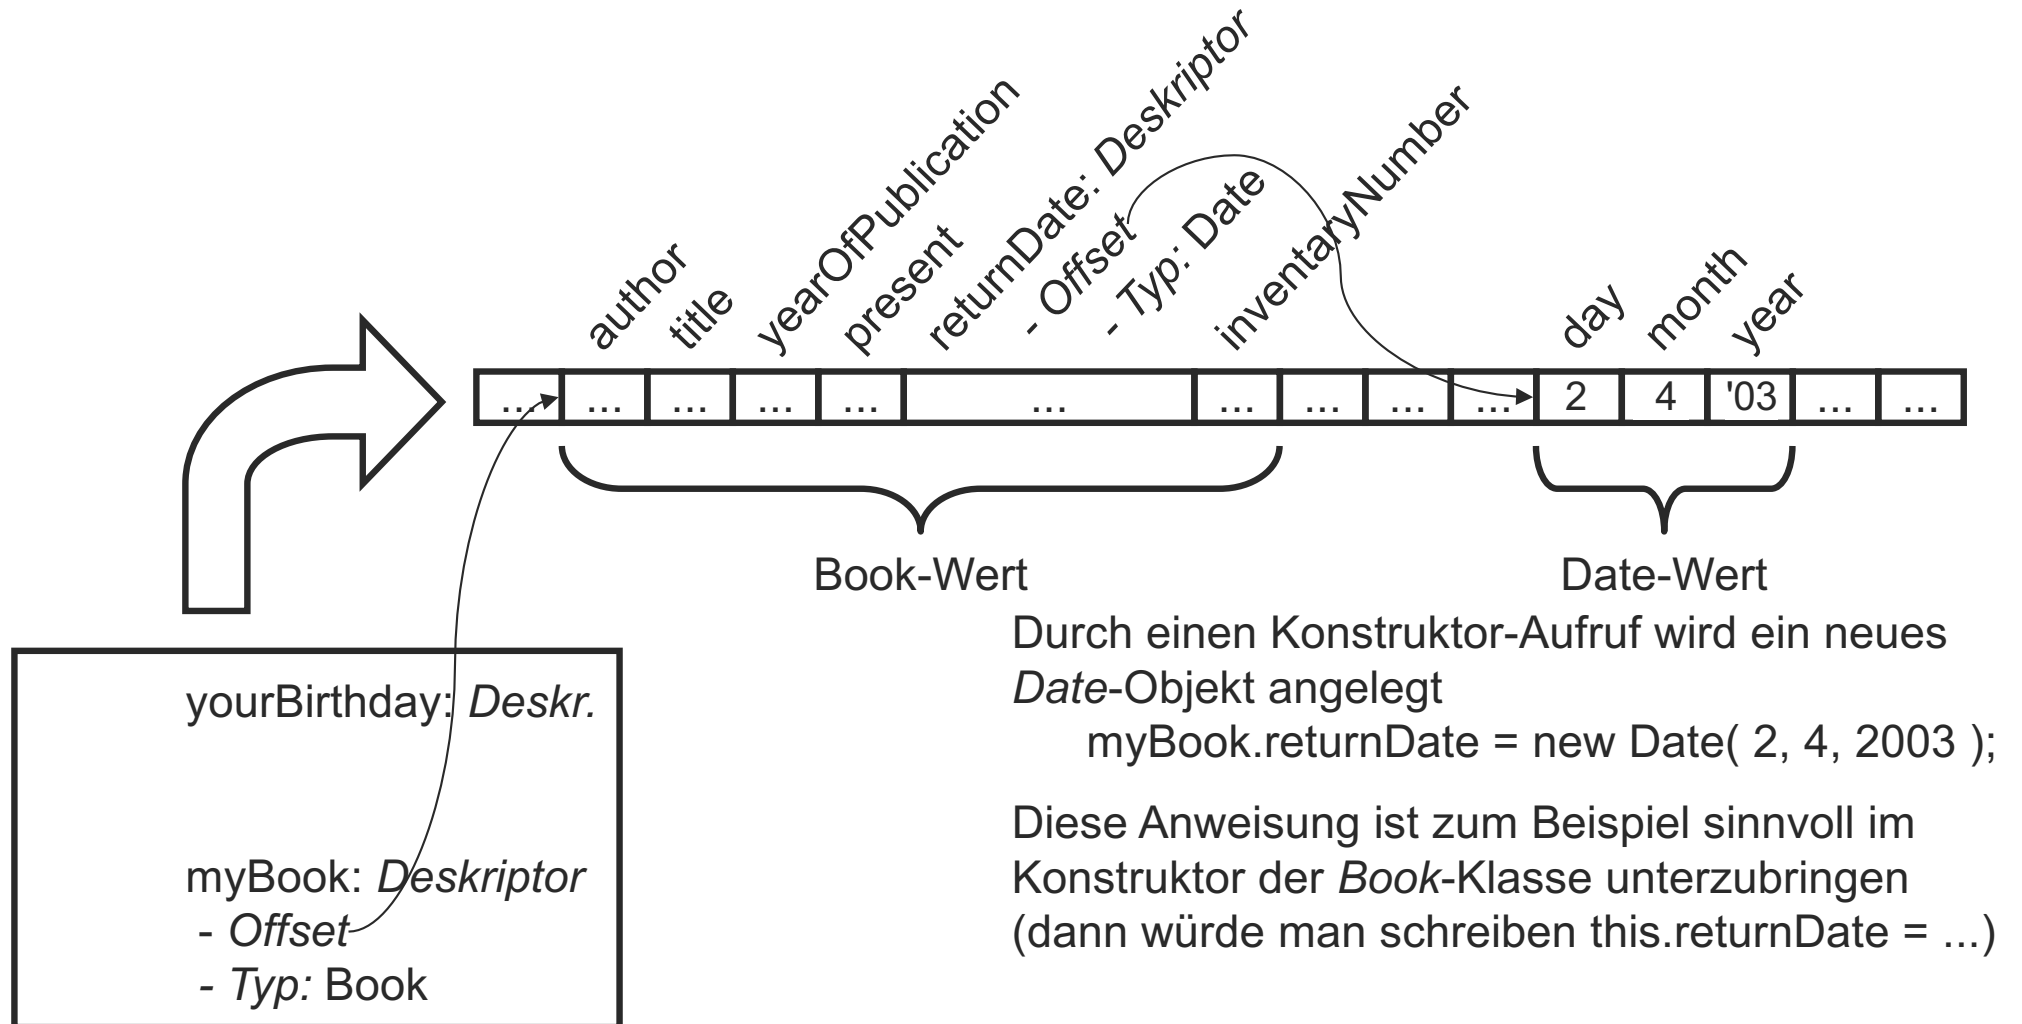 author
title
yearOfPublication
present
returnDate: Deskriptor
- Offset
- Typ: Date
inventaryNumber
day
month
year
... ... ... ... ... ... ... ... ... ... 2 4 '03 ... ...
Book-Wert
Date-Wert
Durch einen Konstruktor-Aufruf wird ein neues
Date-Objekt angelegt
myBook.returnDate = new Date( 2, 4, 2003 );
Diese Anweisung ist zum Beispiel sinnvoll im
Konstruktor der Book-Klasse unterzubringen
(dann würde man schreiben this.returnDate = ...)
yourBirthday: Deskr.
myBook: Deskriptor
- Offset
- Typ: Book